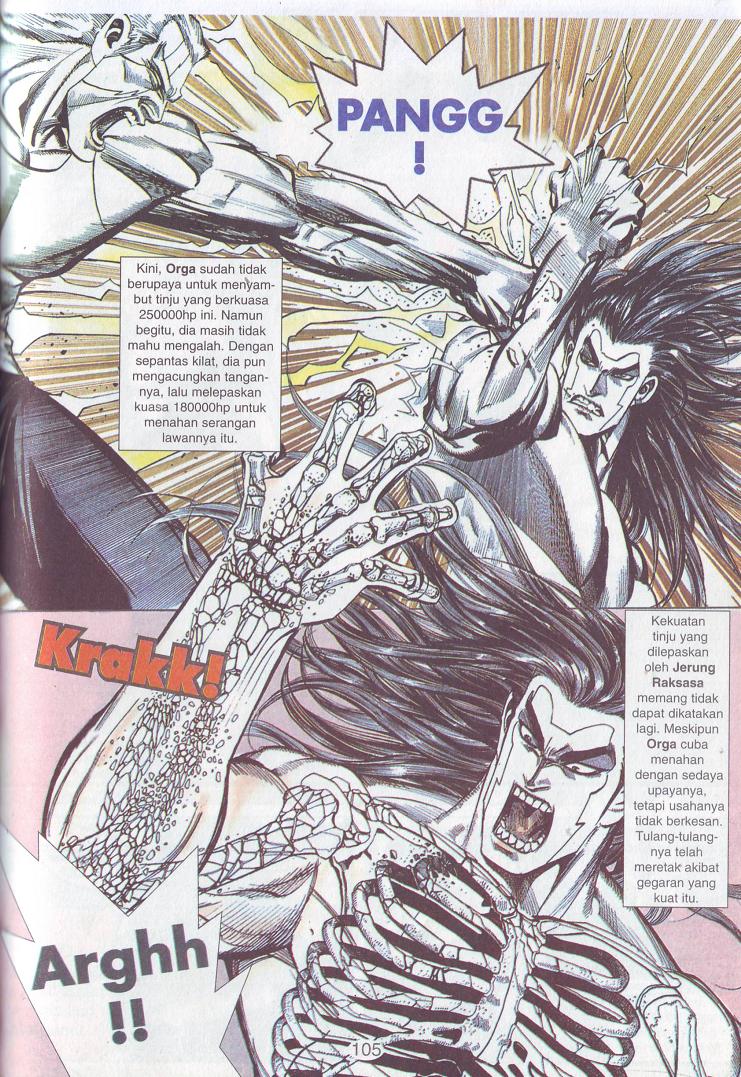 PANGG
!
Kini, Orga sudah tidak
berupaya untuk menyam-
but tinju yang berkuasa
250000hp ini. Namun
begitu, dia masih tidak
mahu mengalah. Dengan
sepantas kilat, dia pun
mengacungkan tangan-
nya, lalu melepaskan
kuasa 180000hp untuk
menahan serangan
lawannya itu.
Krakk!
Kekuatan
tinju yang
dilepaskan
oleh Jerung
Raksasa
memang tidak
dapat dikatakan
lagi. Meskipun
Orga cuba
menahan
dengan sedaya
upayanya,
tetapi usahanya
tidak berkesan.
Tulang-tulang-
nya telah
meretak akibat
gegaran yang
kuat itu.
Arghh
!!
105